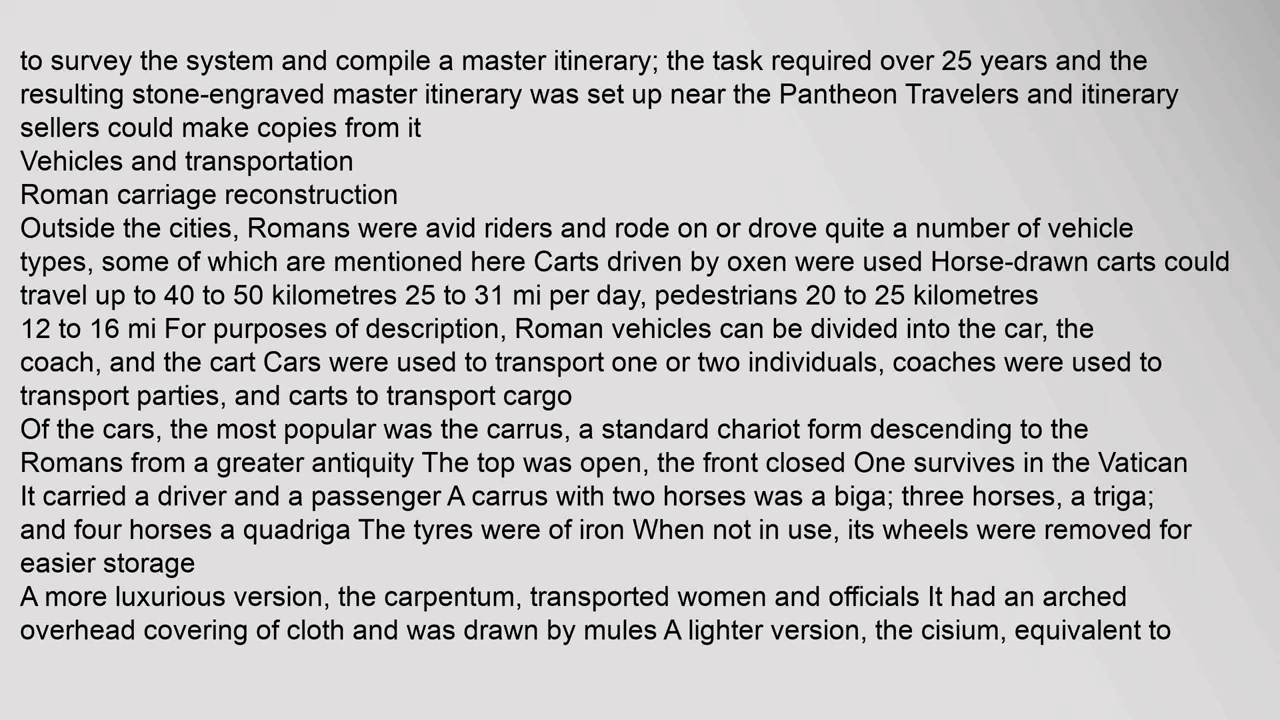 to survey the system and compile a master itinerary; the task required over 25 years and the
resulting stone-engraved master itinerary was set up near the Pantheon Travelers and itinerary
sellers could make copies from it
Vehicles and transportation
Roman carriage reconstruction
Outside the cities, Romans were avid riders and rode on or drove quite a number of vehicle
types, some of which are mentioned here Carts driven by oxen were used Horse-drawn carts could
travel up to 40 to 50 kilometres 25 to 31 mi per day, pedestrians 20 to 25 kilometres
12 to 16 mi For purposes of description, Roman vehicles can be divided into the car, the
coach, and the cart Cars were used to transport one or two individuals, coaches were used to
transport parties, and carts to transport cargo
Of the cars, the most popular was the carrus, a standard chariot form descending to the
Romans from a greater antiquity The top was open, the front closed One survives in the Vatican
It carried a driver and a passenger A carrus with two horses was a biga; three horses, a triga;
and four horses a quadriga The tyres were of iron When not in use, its wheels were removed for
easier storage
A more luxurious version, the carpentum, transported women and officials It had an arched
overhead covering of cloth and was drawn by mules A lighter version, the cisium, equivalent to